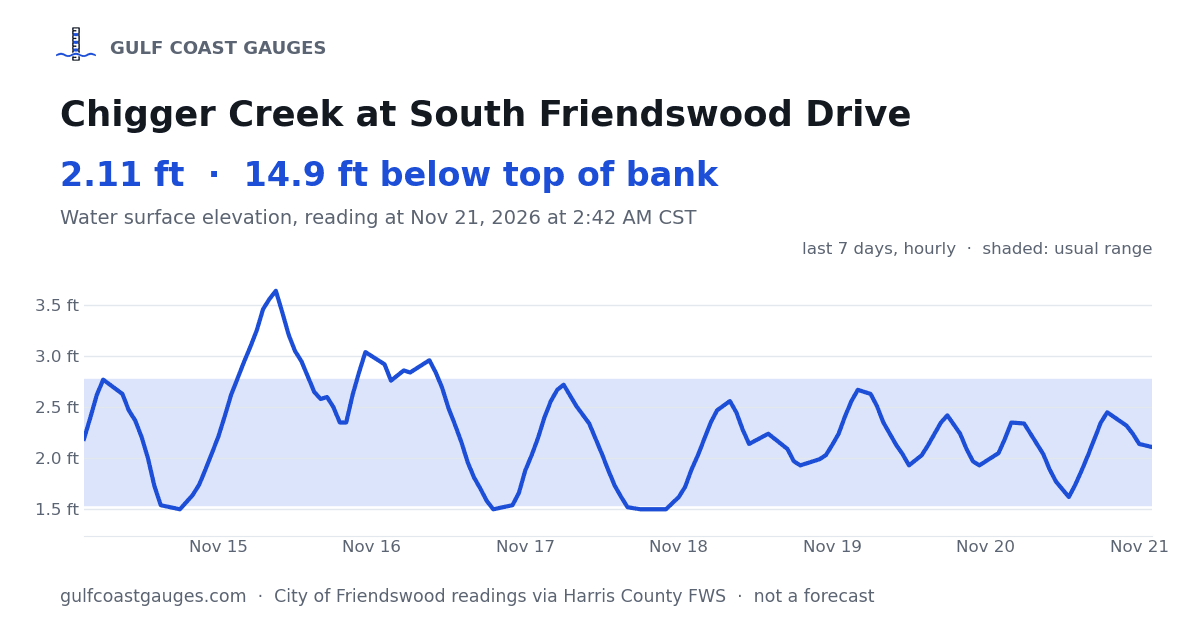 GULF COAST GAUGES
Chigger Creek at South Friendswood Drive
2.11 ft · 14.9 ft below top of bank
Water surface elevation, reading at Nov 21, 2026 at 2:42 AM CST
last 7 days, hourly · shaded: usual range
3.5 ft
3.0 ft
2.5 ft
2.0 ft
1.5 ft
Nov 15 Nov 16 Nov 17 Nov 18 Nov 19 Nov 20 Nov 21
gulfcoastgauges.com · City of Friendswood readings via Harris County FWS · not a forecast